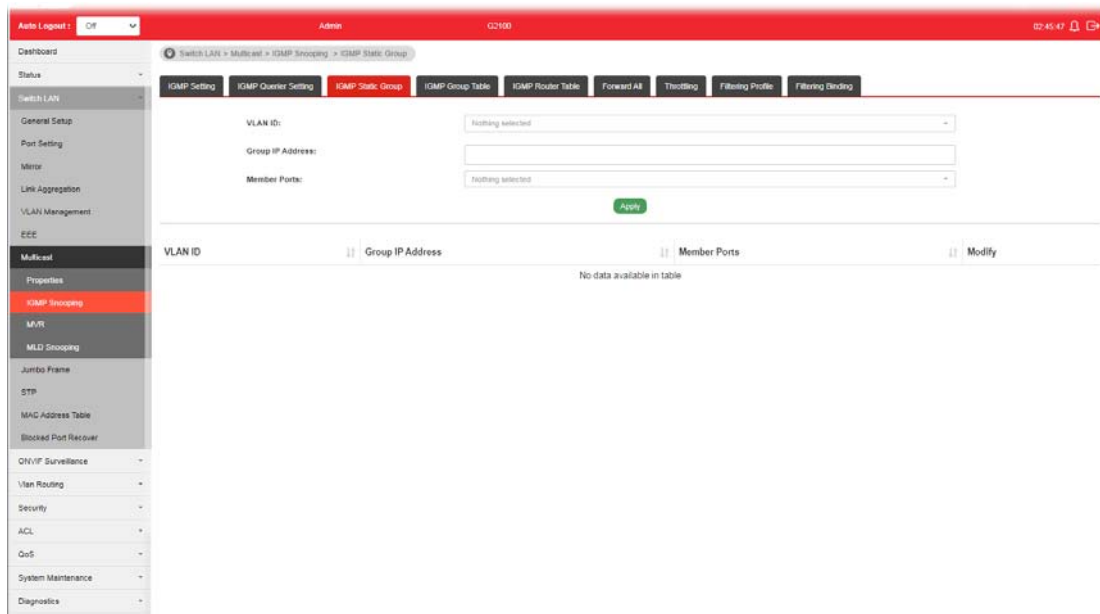 Auto Logout : Off Admin G2100 02:45:47
Dashboard
Status
Switch LAN
General Setup
Port Setting
Mirror
Link Aggregation
VLAN Management
EEE
Multicast
Properties
IGMP Snooping
MVR
MLD Snooping
Jumbo Frame
STP
MAC Address Table
Blocked Port Recover
ONVIF Surveillance
Vlan Routing
Security
ACL
QoS
System Maintenance
Diagnostics
Switch LAN > Multicast > IGMP Snooping > IGMP Static Group
IGMP Setting IGMP Querier Setting IGMP Static Group IGMP Group Table IGMP Router Table Forward All Throttling Filtering Profile Filtering Binding
VLAN ID: Nothing selected
Group IP Address:
Member Ports: Nothing selected
Apply
VLAN ID Group IP Address Member Ports Modify
No data available in table